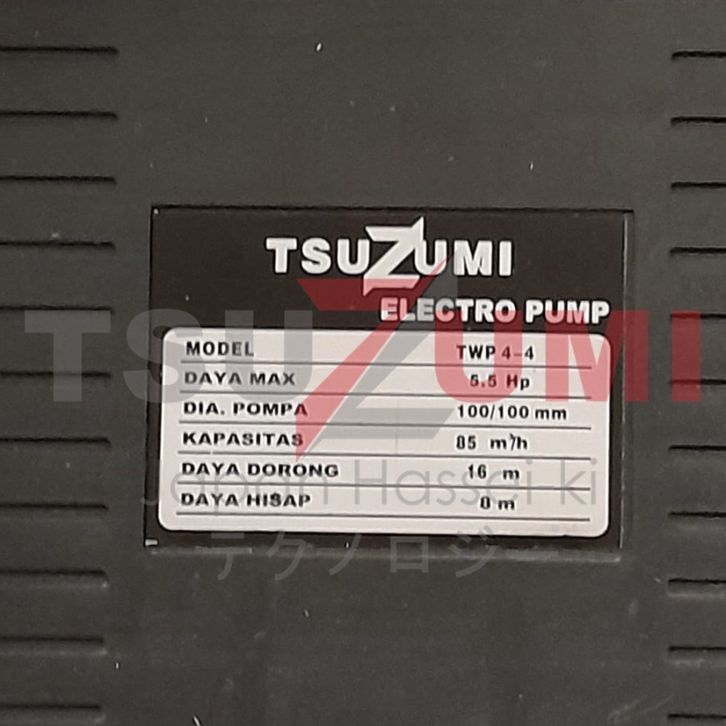 TSUZUMI
ELECTRO PUMP
TSUZUMI
MODEL TWP 4-4
DAYA MAX 5.5 Hp
DIA. POMPA 100/100 mm
KAPASITAS 85 m³/h
DAYA DORONG 16 m
Japan Hassei-ki
DAYA HISAP 8 m
テクノロジー